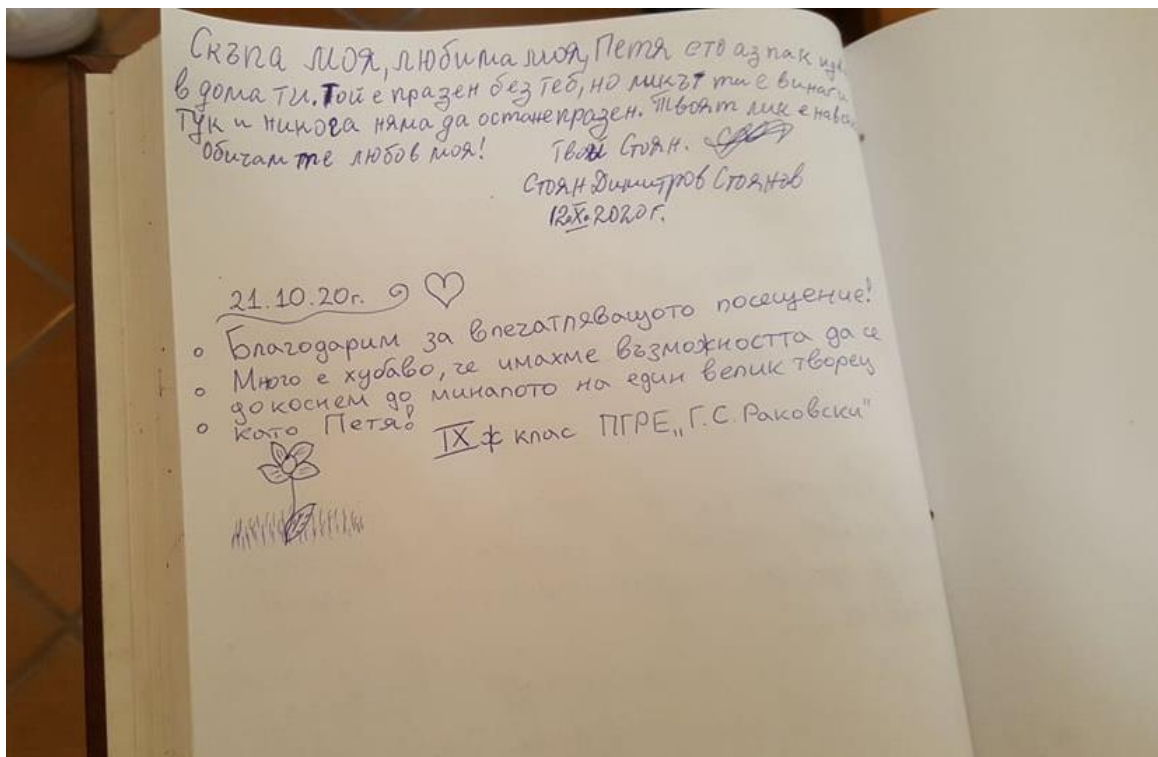 Скъпа моя, любима моя, Петя ето аз пак
в дома ти. Той е празен без теб, но ликът ти е винаги
тук и никога няма да остане празен. Твоят лик е
Обичам те любов моя! Твой Стоян.
Стоян Димитров Стоянов
12.X.2020г.
21.10.20г.
Благодарим за впечатляващото посещение!
Много е хубаво, че имахме възможността да се
докоснем до миналото на един велик творец
като Петя!
IX ж клас ПГРЕ „Г.С. Раковски"